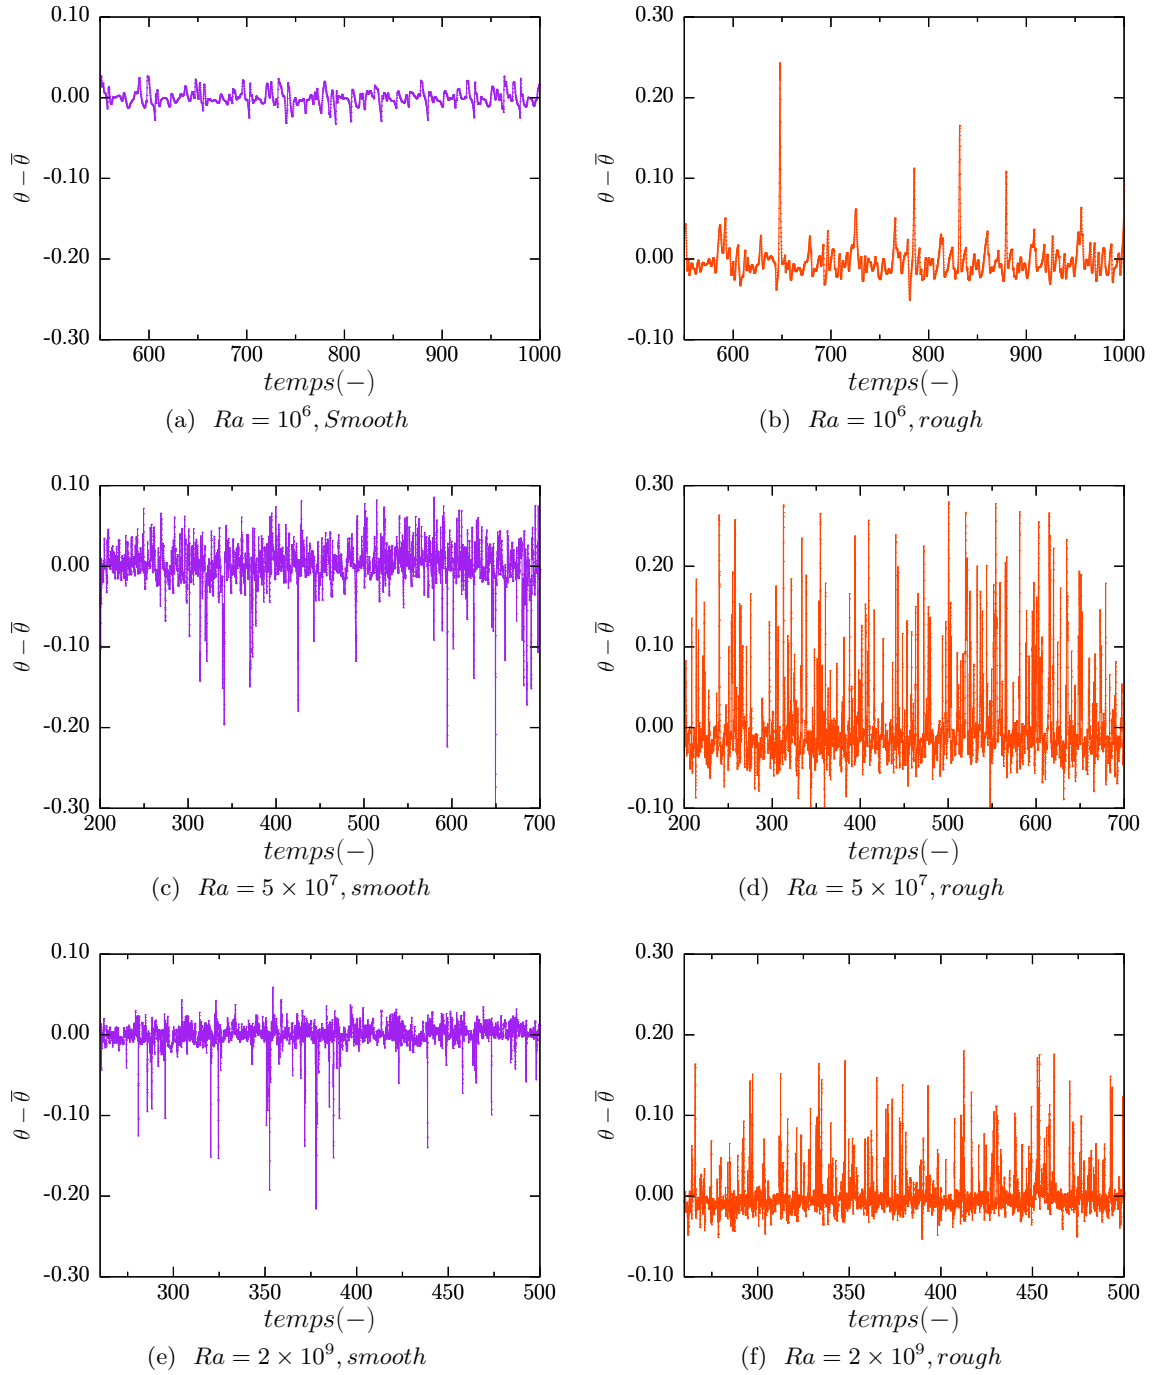 0.10
0.00
-0.10
-0.20
-0.30
θ − θ̅
600 700 800 900 1000
temps(−)
(a) Ra = 10⁶, Smooth
0.30
0.20
0.10
0.00
-0.10
θ − θ̅
600 700 800 900 1000
temps(−)
(b) Ra = 10⁶, rough
0.10
0.00
-0.10
-0.20
-0.30
θ − θ̅
200 300 400 500 600 700
temps(−)
(c) Ra = 5 × 10⁷, smooth
0.30
0.20
0.10
0.00
-0.10
θ − θ̅
200 300 400 500 600 700
temps(−)
(d) Ra = 5 × 10⁷, rough
0.10
0.00
-0.10
-0.20
-0.30
θ − θ̅
300 350 400 450 500
temps(−)
(e) Ra = 2 × 10⁹, smooth
0.30
0.20
0.10
0.00
-0.10
θ − θ̅
300 350 400 450 500
temps(−)
(f) Ra = 2 × 10⁹, rough